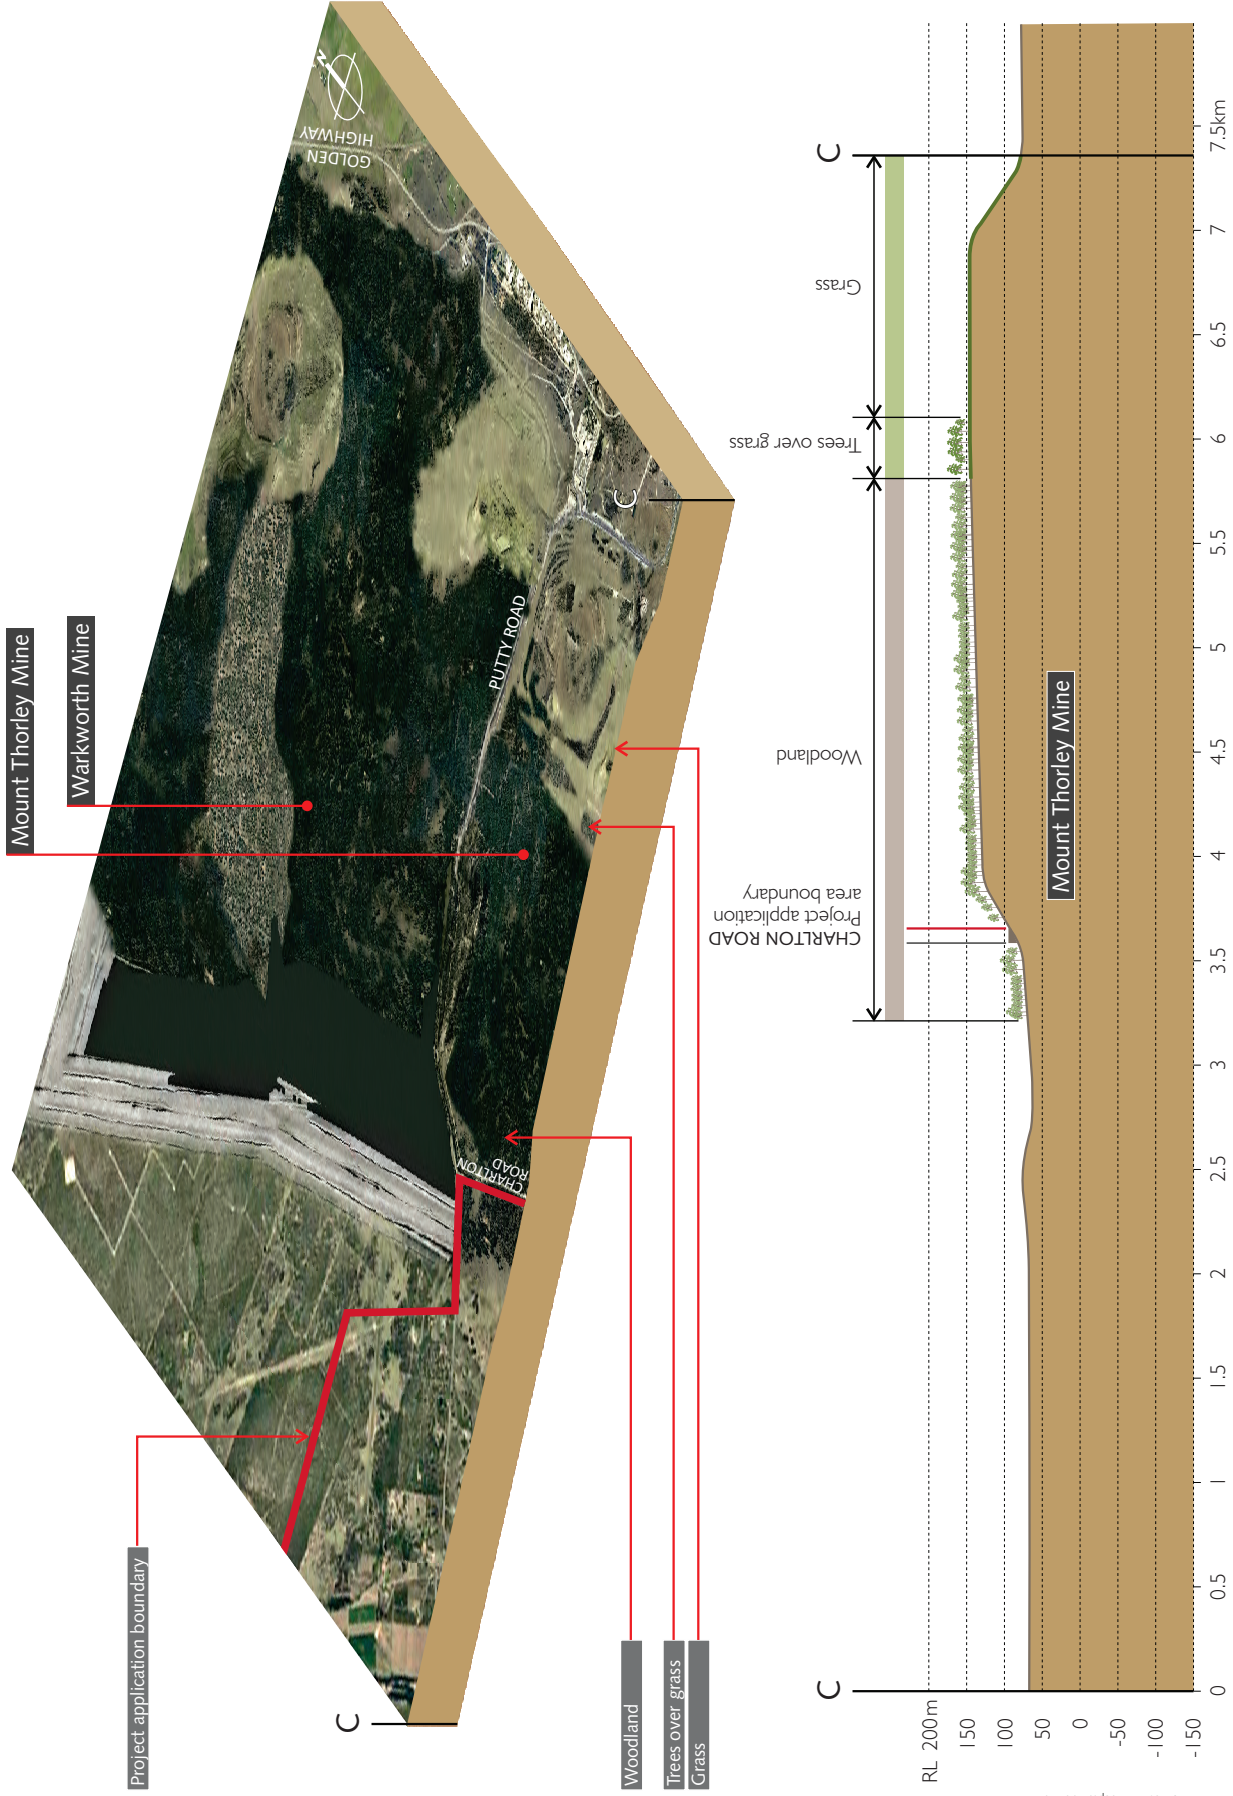 Mount Thorley Mine
Warkworth Mine
Project application boundary
GOLDEN
HIGHWAY
N
PUTTY ROAD
CHARLTON
ROAD
C
C
Woodland
Trees over grass
Grass
C
C
Woodland
Trees over grass
Grass
CHARLTON ROAD
Project application
area boundary
Mount Thorley Mine
RL 200m
150
100
50
0
-50
-100
-150
0
0.5
1
1.5
2
2.5
3
3.5
4
4.5
5
5.5
6
6.5
7
7.5km